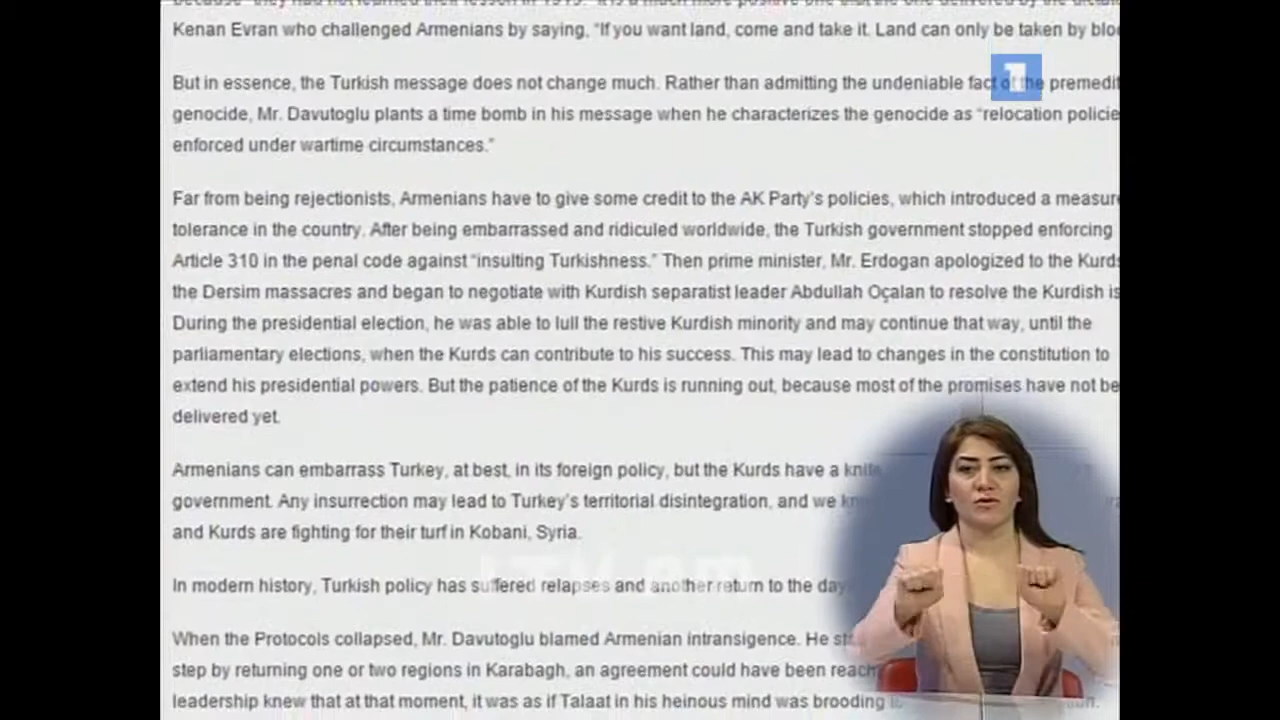 Kenan Evran who challenged Armenians by saying, “If you want land, come and take it. Land can only be taken by
1
But in essence, the Turkish message does not change much. Rather than admitting the undeniable fact of the
genocide, Mr. Davutoglu plants a time bomb in his message when he characterizes the genocide as “relocation
enforced under wartime circumstances.”
Far from being rejectionists, Armenians have to give some credit to the AK Party’s policies, which introduced a
tolerance in the country. After being embarrassed and ridiculed worldwide, the Turkish government stopped enforcing
Article 310 in the penal code against “insulting Turkishness.” Then prime minister, Mr. Erdogan apologized to the
the Dersim massacres and began to negotiate with Kurdish separatist leader Abdullah Oçalan to resolve the Kurdish
During the presidential election, he was able to lull the restive Kurdish minority and may continue that way, until the
parliamentary elections, when the Kurds can contribute to his success. This may lead to changes in the constitution to
extend his presidential powers. But the patience of the Kurds is running out, because most of the promises have not
delivered yet.
Armenians can embarrass Turkey, at best, in its foreign policy, but the Kurds have a
government. Any insurrection may lead to Turkey’s territorial disintegration, and we
and Kurds are fighting for their turf in Kobani, Syria.
1TV.am
In modern history, Turkish policy has suffered relapses and another return to the
When the Protocols collapsed, Mr. Davutoglu blamed Armenian intransigence. He
step by returning one or two regions in Karabagh, an agreement could have been
leadership knew that at that moment, it was as if Talaat in his heinous mind was brooding